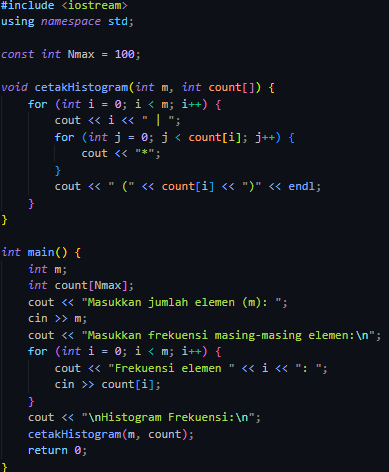 #include <iostream>
using namespace std;
const int Nmax = 100;
void cetakHistogram(int m, int count[]) {
    for (int i = 0; i < m; i++) {
        cout << i << " | ";
        for (int j = 0; j < count[i]; j++) {
            cout << "*";
        }
        cout << " (" << count[i] << ")" << endl;
    }
}
int main() {
    int m;
    int count[Nmax];
    cout << "Masukkan jumlah elemen (m): ";
    cin >> m;
    cout << "Masukkan frekuensi masing-masing elemen:\n";
    for (int i = 0; i < m; i++) {
        cout << "Frekuensi elemen " << i << ": ";
        cin >> count[i];
    }
    cout << "\nHistogram Frekuensi:\n";
    cetakHistogram(m, count);
    return 0;
}